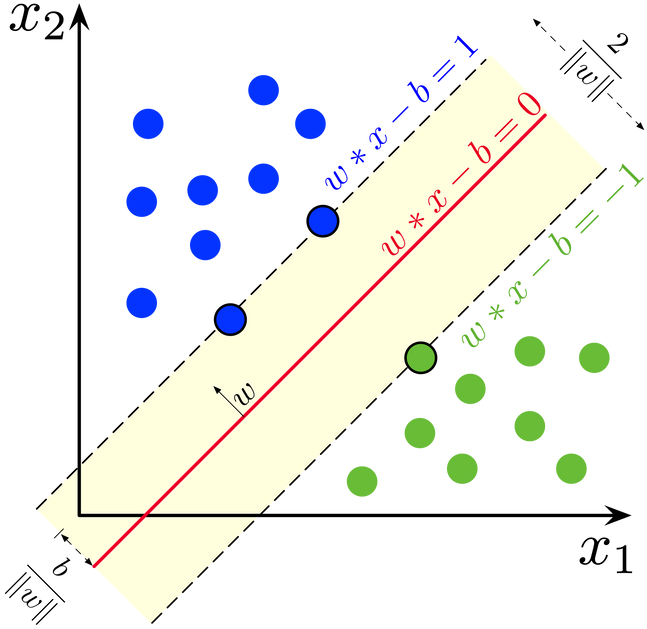 x₂
2
‖w‖
w * x − b = 1
w * x − b = 0
w * x − b = −1
w
x₁
b
‖w‖